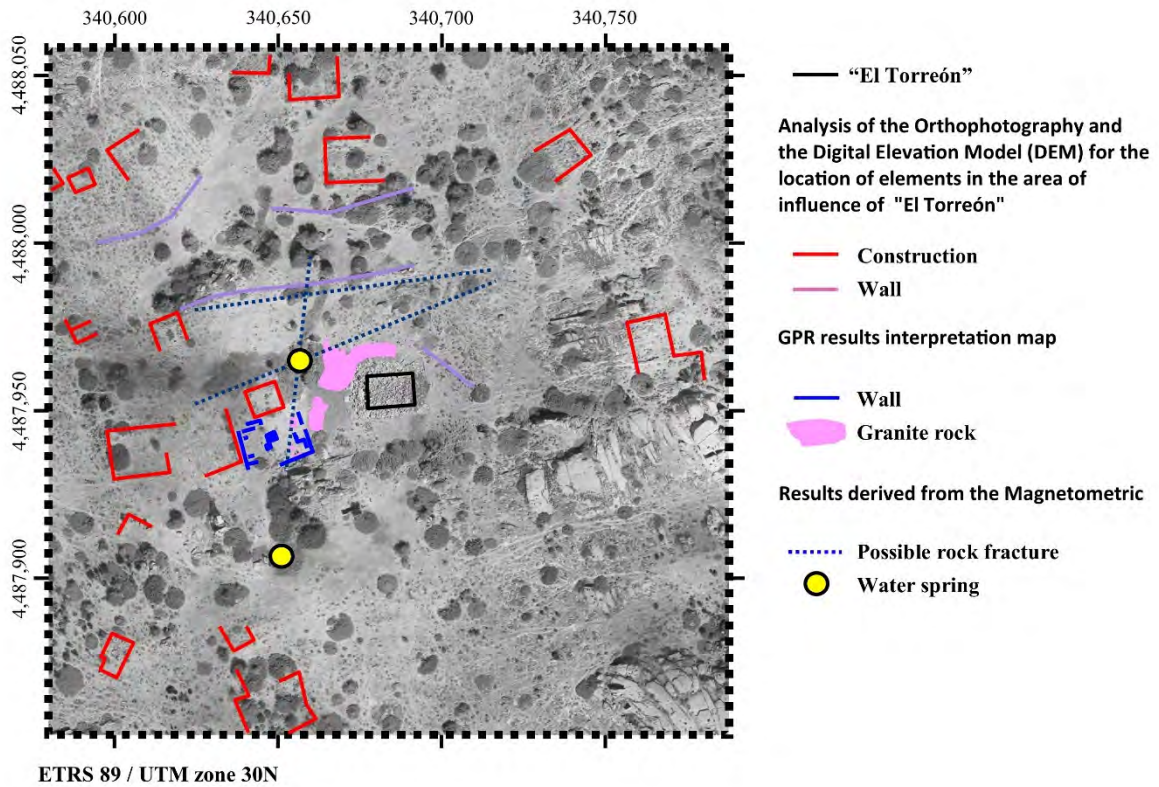 340,600 340,650 340,700 340,750
4,488,050
4,488,000
4,487,950
4,487,900
ETRS 89 / UTM zone 30N
“El Torreón”
Analysis of the Orthophotography and
the Digital Elevation Model (DEM) for the
location of elements in the area of
influence of "El Torreón"
Construction
Wall
GPR results interpretation map
Wall
Granite rock
Results derived from the Magnetometric
Possible rock fracture
Water spring